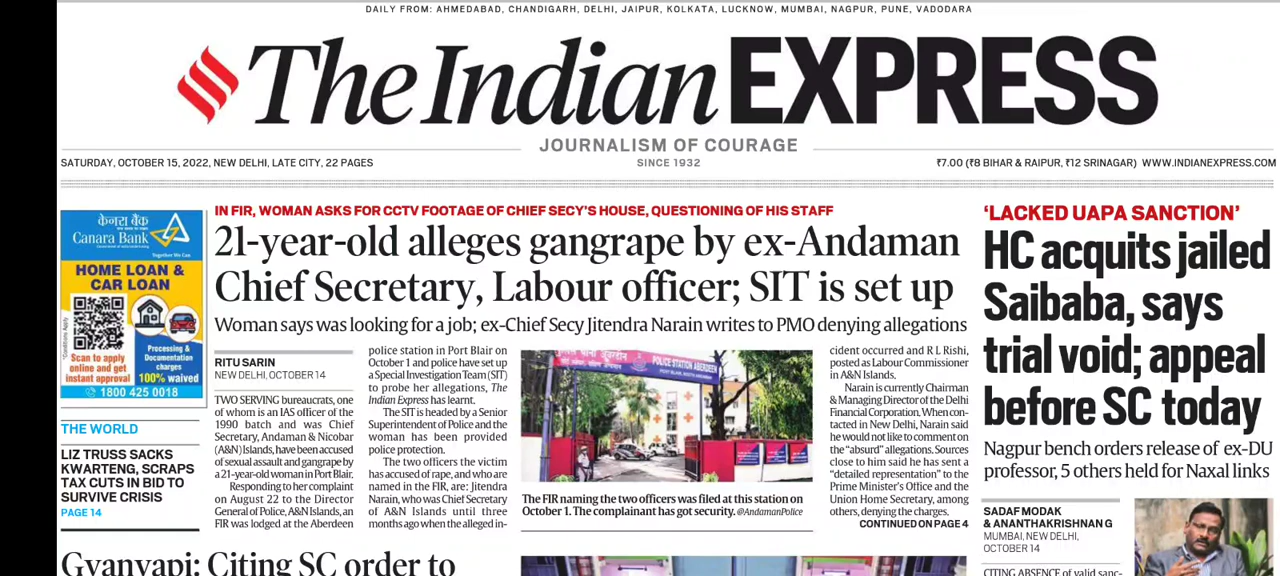 DAILY FROM: AHMEDABAD, CHANDIGARH, DELHI, JAIPUR, KOLKATA, LUCKNOW, MUMBAI, NAGPUR, PUNE, VADODARA
The Indian EXPRESS
JOURNALISM OF COURAGE
SINCE 1932
SATURDAY, OCTOBER 15, 2022, NEW DELHI, LATE CITY, 22 PAGES
₹7.00 (₹8 BIHAR & RAIPUR, ₹12 SRINAGAR) WWW.INDIANEXPRESS.COM
केनरा बैंक
Canara Bank
Together We Can
HOME LOAN &
CAR LOAN
*Conditions Apply
Scan to apply
online and get
instant approval
Processing &
Documentation
charges
100% waived
1800 425 0018
THE WORLD
LIZ TRUSS SACKS
KWARTENG, SCRAPS
TAX CUTS IN BID TO
SURVIVE CRISIS
PAGE 14
IN FIR, WOMAN ASKS FOR CCTV FOOTAGE OF CHIEF SECY'S HOUSE, QUESTIONING OF HIS STAFF
21-year-old alleges gangrape by ex-Andaman
Chief Secretary, Labour officer; SIT is set up
Woman says was looking for a job; ex-Chief Secy Jitendra Narain writes to PMO denying allegations
RITU SARIN
NEW DELHI, OCTOBER 14
TWO SERVING bureaucrats, one
of whom is an IAS officer of the
1990 batch and was Chief
Secretary, Andaman & Nicobar
(A&N) Islands, have been accused
of sexual assault and gangrape by
a 21-year-old woman in Port Blair.
Responding to her complaint
on August 22 to the Director
General of Police, A&N Islands, an
FIR was lodged at the Aberdeen
police station in Port Blair on
October 1 and police have set up
a Special Investigation Team (SIT)
to probe her allegations, The
Indian Express has learnt.
The SIT is headed by a Senior
Superintendent of Police and the
woman has been provided
police protection.
The two officers the victim
has accused of rape, and who are
named in the FIR, are: Jitendra
Narain, who was Chief Secretary
of A&N Islands until three
months ago when the alleged in-
POLICE STATION ABERDEEN
The FIR naming the two officers was filed at this station on
October 1. The complainant has got security. @AndamanPolice
cident occurred and R L Rishi,
posted as Labour Commissioner
in A&N Islands.
Narain is currently Chairman
& Managing Director of the Delhi
Financial Corporation. When con-
tacted in New Delhi, Narain said
he would not like to comment on
the "absurd" allegations. Sources
close to him said he has sent a
"detailed representation" to the
Prime Minister's Office and the
Union Home Secretary, among
others, denying the charges.
CONTINUED ON PAGE 4
'LACKED UAPA SANCTION'
HC acquits jailed
Saibaba, says
trial void; appeal
before SC today
Nagpur bench orders release of ex-DU
professor, 5 others held for Naxal links
SADAF MODAK
& ANANTHAKRISHNAN G
MUMBAI, NEW DELHI,
OCTOBER 14
CITING ABSENCE of valid sanc-
Gyanvapi: Citing SC order to